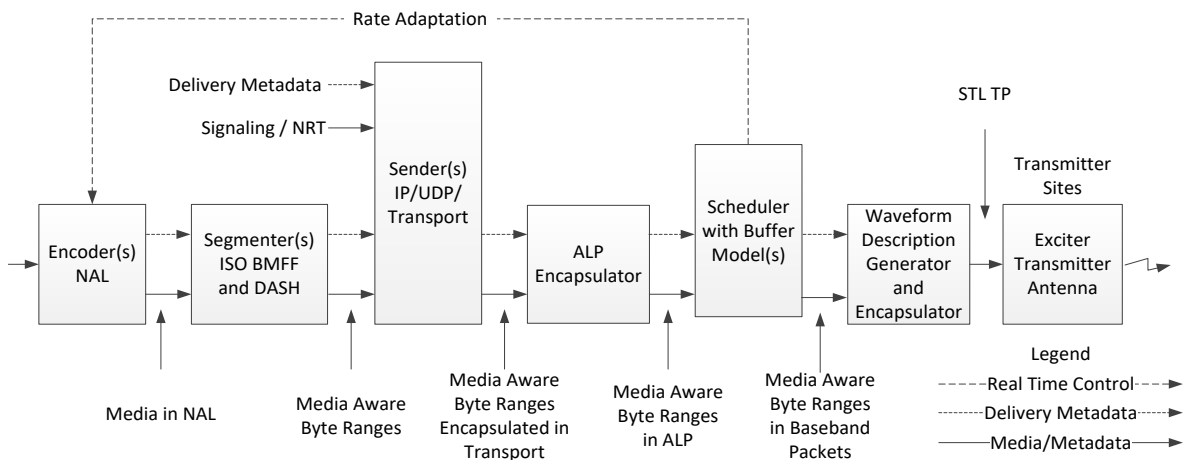 Rate Adaptation
Delivery Metadata
Signaling / NRT
STL TP
Transmitter
Sites
Encoder(s)
NAL
Segmenter(s)
ISO BMFF
and DASH
Sender(s)
IP/UDP/
Transport
ALP
Encapsulator
Scheduler
with Buffer
Model(s)
Waveform
Description
Generator
and
Encapsulator
Exciter
Transmitter
Antenna
Media in NAL
Media Aware
Byte Ranges
Media Aware
Byte Ranges
Encapsulated in
Transport
Media Aware
Byte Ranges
in ALP
Media Aware
Byte Ranges
in Baseband
Packets
Legend
Real Time Control
Delivery Metadata
Media/Metadata